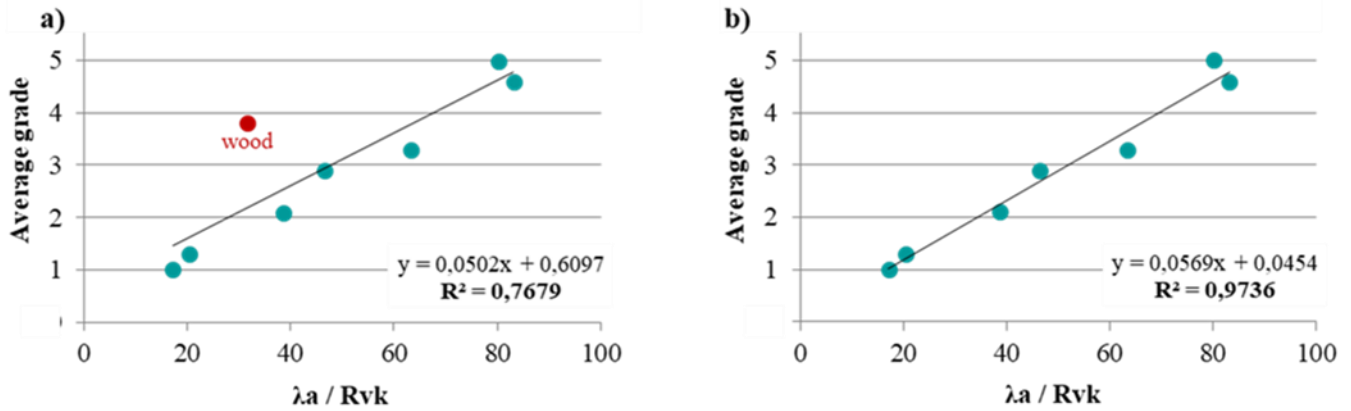 a)
Average grade
5
4
3
2
1
wood
y = 0,0502x + 0,6097
R² = 0,7679
0 20 40 60 80 100
λa / Rvk
b)
Average grade
5
4
3
2
1
y = 0,0569x + 0,0454
R² = 0,9736
0 20 40 60 80 100
λa / Rvk